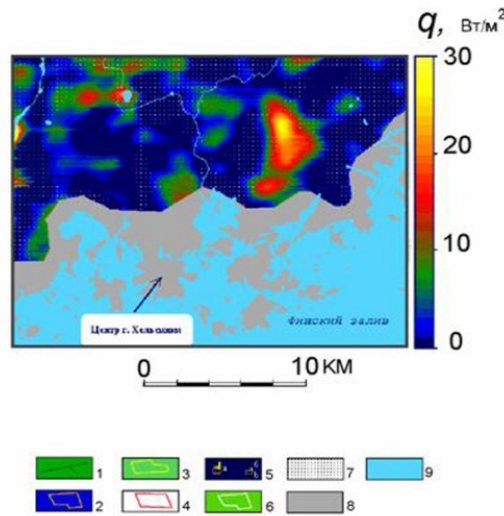 q, Вт/м²
30
20
10
0
Центр г. Хельсинки
Финский залив
0 10 КМ
1 3 5 7 9
2 4 6 8